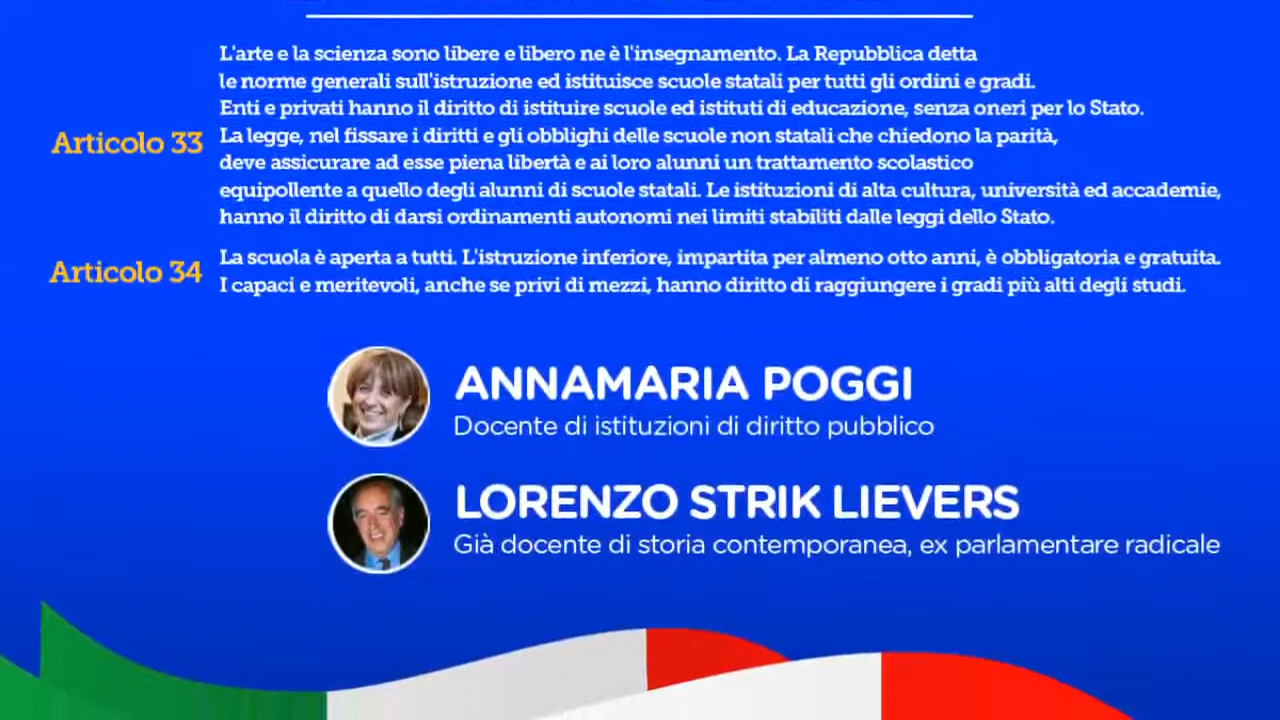 L'arte e la scienza sono libere e libero ne è l'insegnamento. La Repubblica detta
le norme generali sull'istruzione ed istituisce scuole statali per tutti gli ordini e gradi.
Enti e privati hanno il diritto di istituire scuole ed istituti di educazione, senza oneri per lo Stato.
Articolo 33
La legge, nel fissare i diritti e gli obblighi delle scuole non statali che chiedono la parità,
deve assicurare ad esse piena libertà e ai loro alunni un trattamento scolastico
equipollente a quello degli alunni di scuole statali. Le istituzioni di alta cultura, università ed accademie,
hanno il diritto di darsi ordinamenti autonomi nei limiti stabiliti dalle leggi dello Stato.
Articolo 34
La scuola è aperta a tutti. L'istruzione inferiore, impartita per almeno otto anni, è obbligatoria e gratuita.
I capaci e meritevoli, anche se privi di mezzi, hanno diritto di raggiungere i gradi più alti degli studi.
ANNAMARIA POGGI
Docente di istituzioni di diritto pubblico
LORENZO STRIK LIEVERS
Già docente di storia contemporanea, ex parlamentare radicale